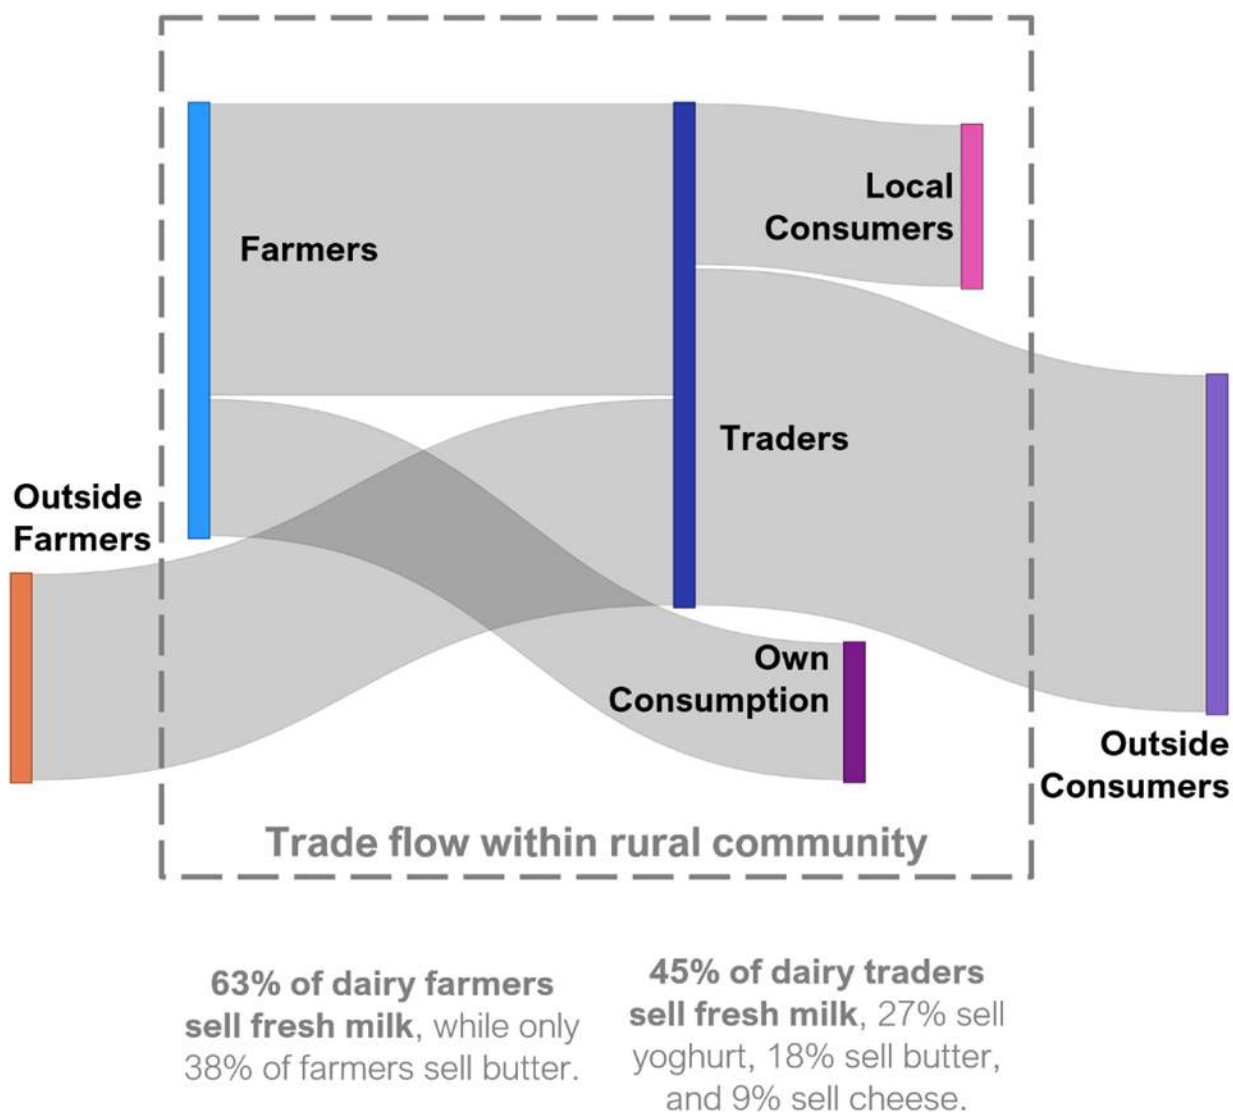 Local
Consumers
Farmers
Traders
Outside
Farmers
Own
Consumption
Outside
Consumers
Trade flow within rural community
63% of dairy farmers
sell fresh milk, while only
38% of farmers sell butter.
45% of dairy traders
sell fresh milk, 27% sell
yoghurt, 18% sell butter,
and 9% sell cheese.